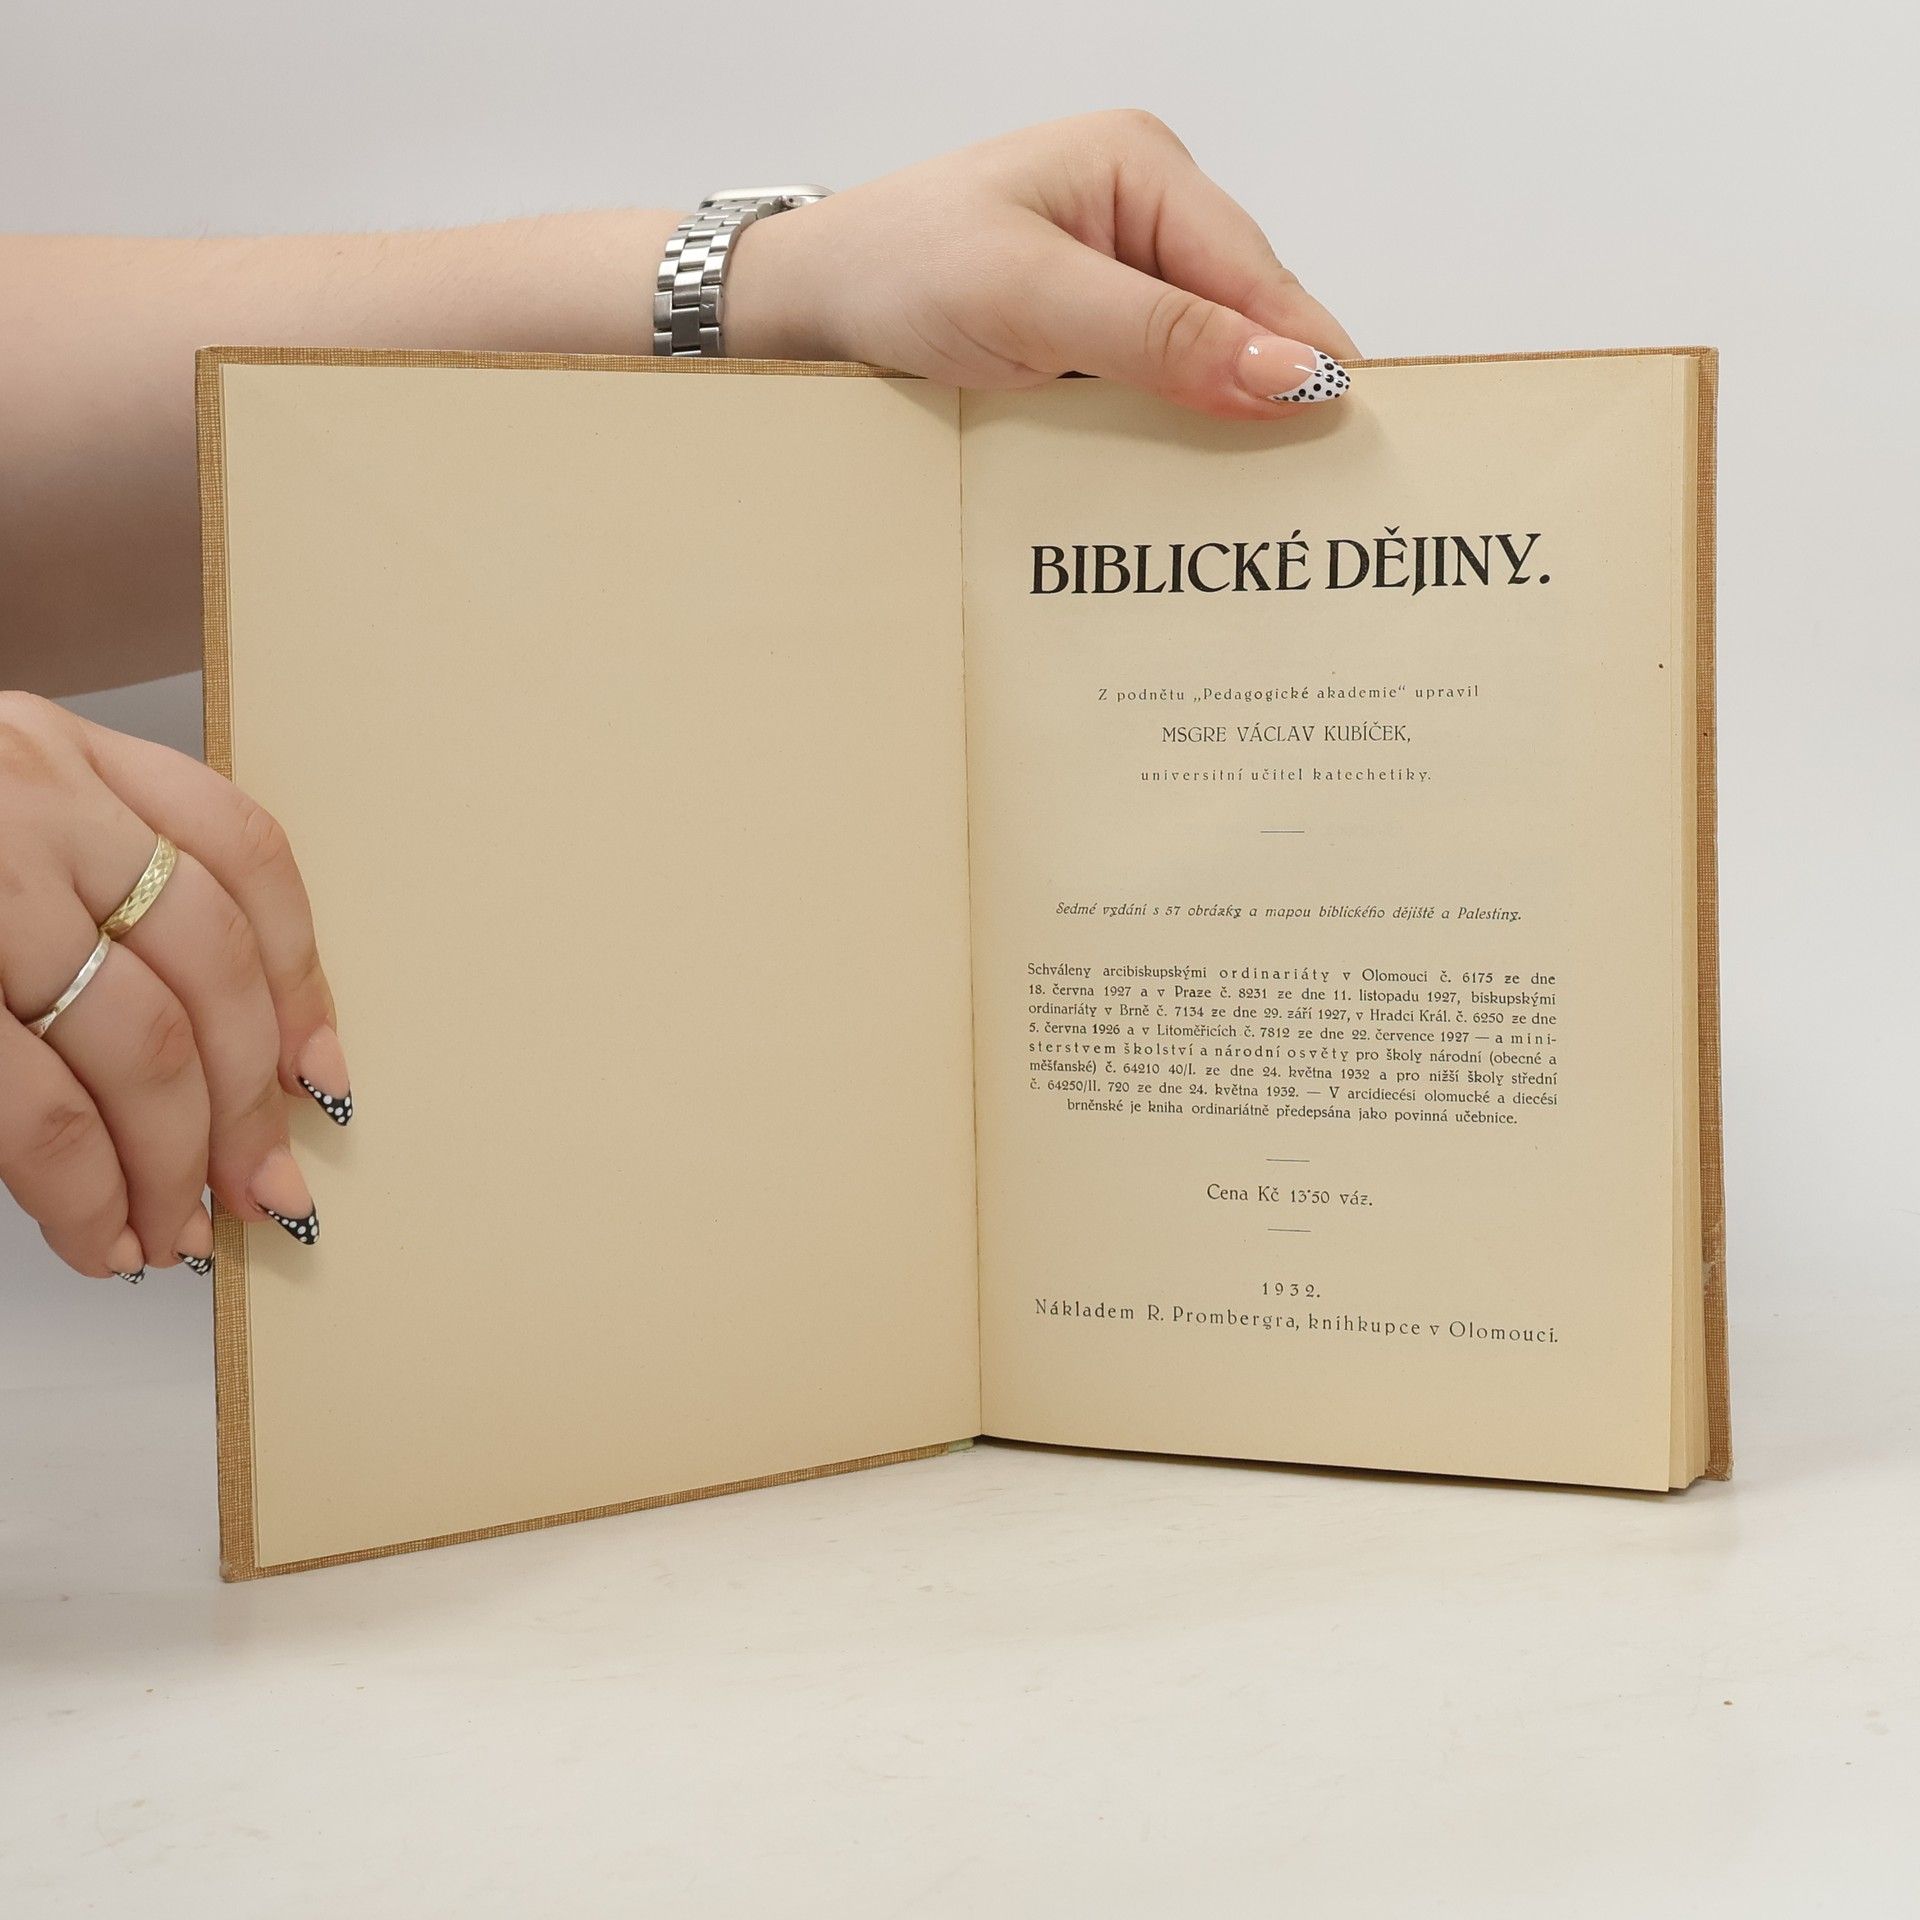 BIBLICKÉ DĚJINY.
Z podnětu „Pedagogické akademie“ upravil
MSGRE VÁCLAV KUBÍČEK,
universitní učitel katechetiky.
Sedmé vydání s 57 obrázky a mapou biblického dějiště a Palestiny.
Schváleny arcibiskupskými ordinariáty v Olomouci č. 6175 ze dne
18. června 1927 a v Praze č. 8231 ze dne 11. listopadu 1927, biskupskými
ordinariáty v Brně č. 7134 ze dne 29. září 1927, v Hradci Král. č. 6250 ze dne
5. června 1926 a v Litoměřicích č. 7812 ze dne 22. července 1927 — a mini-
sterstvem školství a národní osvěty pro školy národní (obecné a
měšťanské) č. 64210 40/I. ze dne 24. května 1932 a pro nižší školy střední
č. 64250/II. 720 ze dne 24. května 1932. — V arcidiecési olomucké a diecési
brněnské je kniha ordinariátně předepsána jako povinná učebnice.
Cena Kč 13·50 váz.
1932.
Nákladem R. Prombergra, knihkupce v Olomouci.